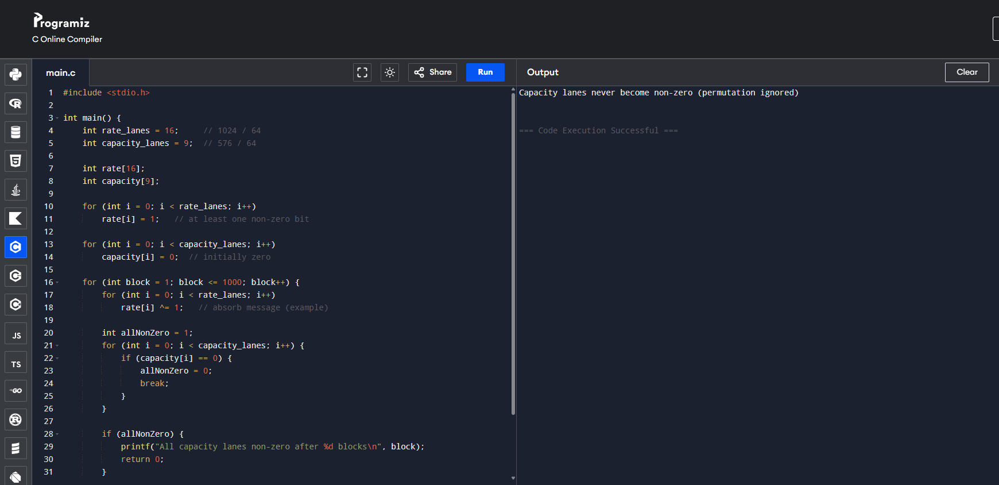 Programiz
C Online Compiler
main.c
Share
Run
Output
Clear
1 #include <stdio.h>
2
3 int main() {
4     int rate_lanes = 16;     // 1024 / 64
5     int capacity_lanes = 9;  // 576 / 64
6
7     int rate[16];
8     int capacity[9];
9
10     for (int i = 0; i < rate_lanes; i++)
11         rate[i] = 1;   // at least one non-zero bit
12
13     for (int i = 0; i < capacity_lanes; i++)
14         capacity[i] = 0;  // initially zero
15
16     for (int block = 1; block <= 1000; block++) {
17         for (int i = 0; i < rate_lanes; i++)
18             rate[i] ^= 1;   // absorb message (example)
19
20         int allNonZero = 1;
21         for (int i = 0; i < capacity_lanes; i++) {
22             if (capacity[i] == 0) {
23                 allNonZero = 0;
24                 break;
25             }
26         }
27
28         if (allNonZero) {
29             printf("All capacity lanes non-zero after %d blocks\n", block);
30             return 0;
31         }
Capacity lanes never become non-zero (permutation ignored)
=== Code Execution Successful ===
JS
TS
GO